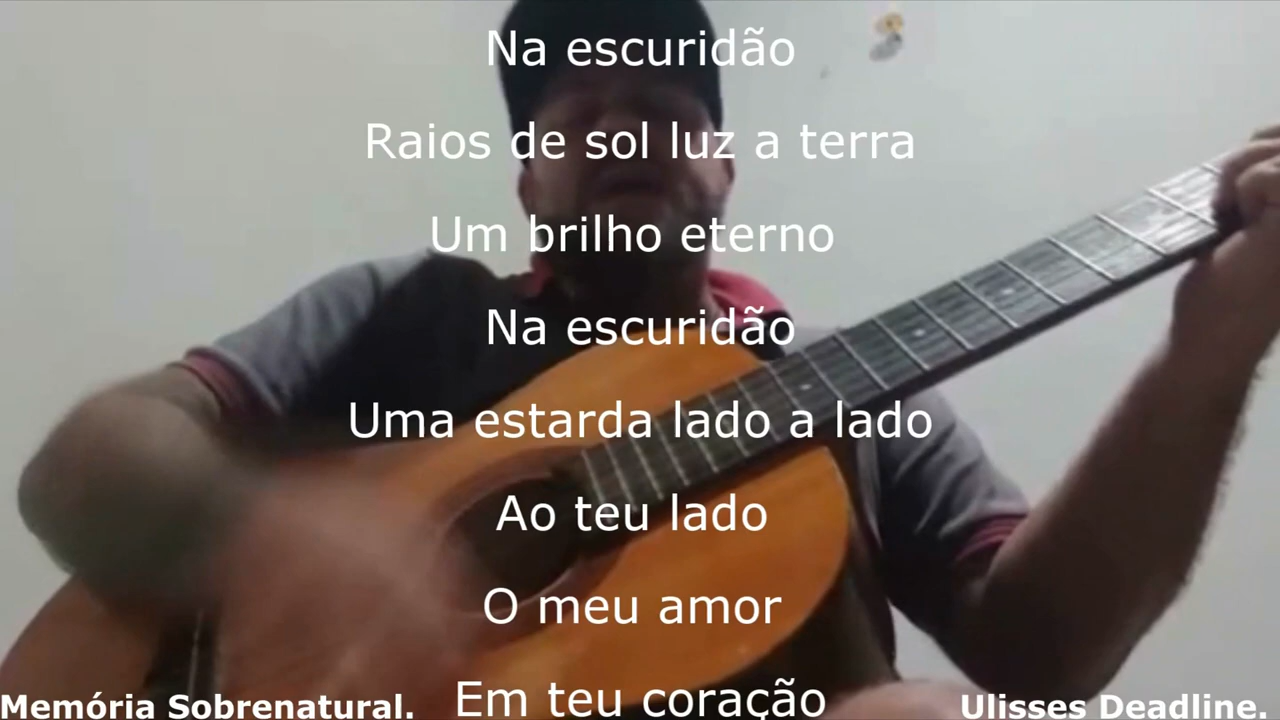 Na escuridão
Raios de sol luz a terra
Um brilho eterno
Na escuridão
Uma estarda lado a lado
Ao teu lado
O meu amor
Em teu coração
Memória Sobrenatural.
Ulisses Deadline.